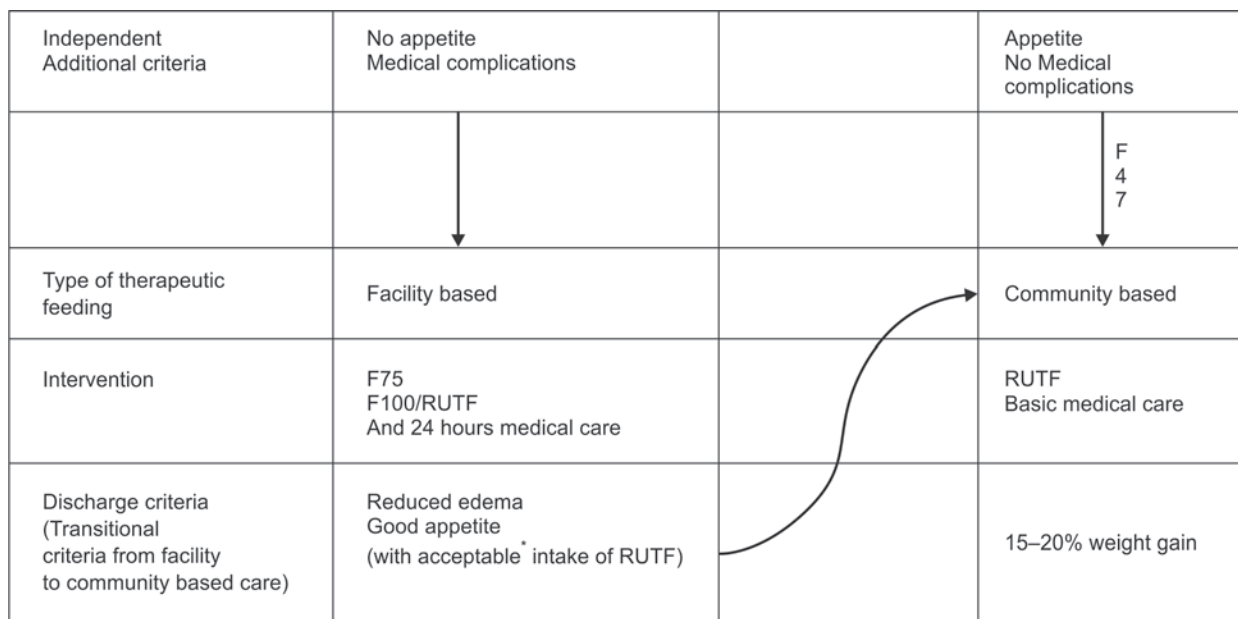 Independent
Additional criteria
No appetite
Medical complications
Appetite
No Medical
complications
F
4
7
Type of therapeutic
feeding
Facility based
Community based
Intervention
F75
F100/RUTF
And 24 hours medical care
RUTF
Basic medical care
Discharge criteria
(Transitional
criteria from facility
to community based care)
Reduced edema
Good appetite
(with acceptable* intake of RUTF)
15–20% weight gain